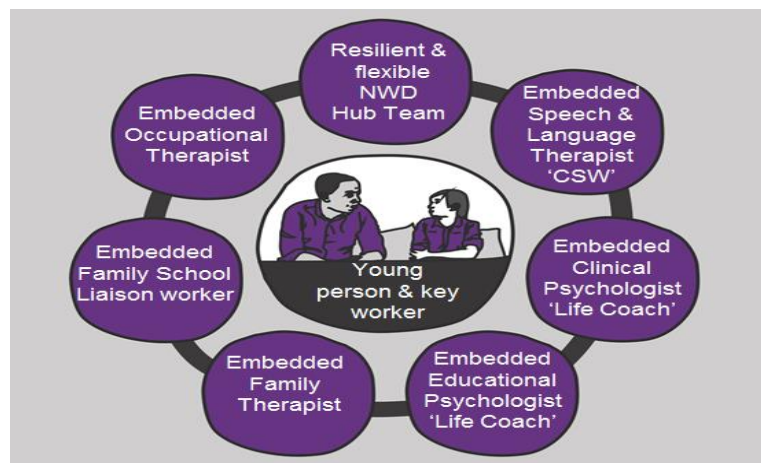 Resilient &
flexible
NWD
Hub Team
Embedded
Speech &
Language
Therapist
‘CSW’
Embedded
Clinical
Psychologist
‘Life Coach’
Embedded
Educational
Psychologist
‘Life Coach’
Embedded
Family
Therapist
Embedded
Family School
Liaison worker
Embedded
Occupational
Therapist
Young
person & key
worker